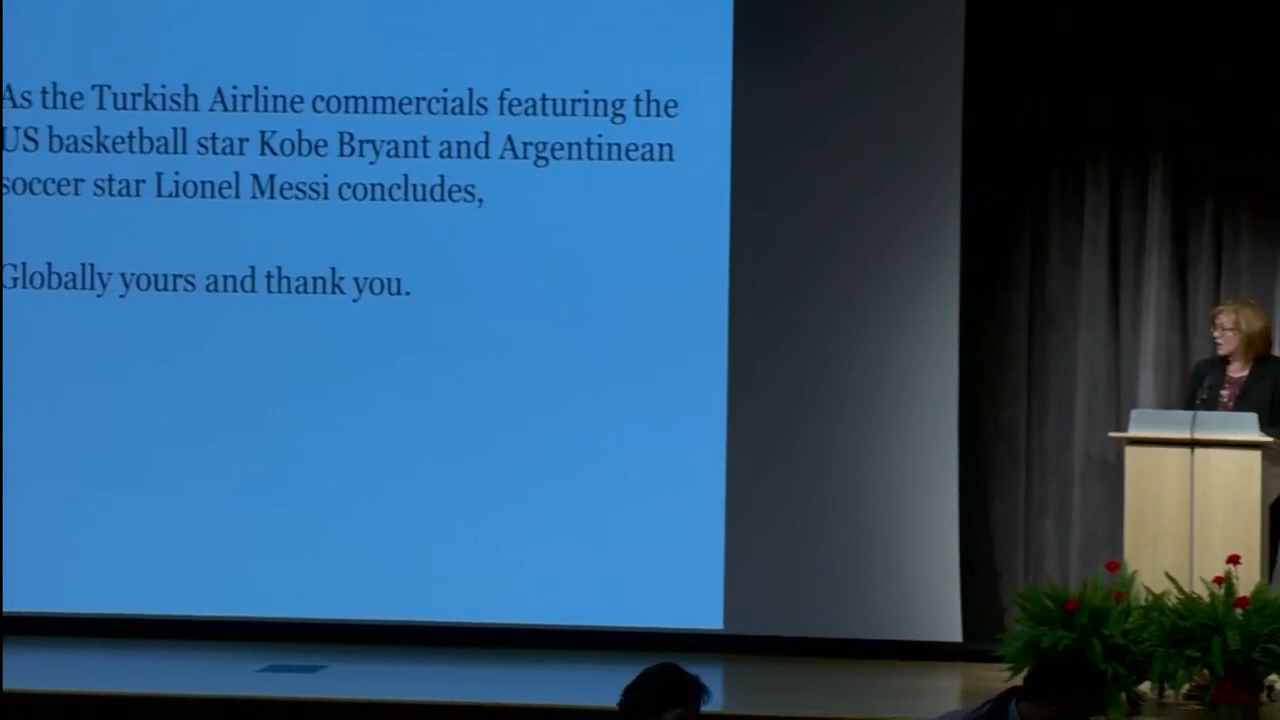 As the Turkish Airline commercials featuring the
US basketball star Kobe Bryant and Argentinean
soccer star Lionel Messi concludes,
Globally yours and thank you.